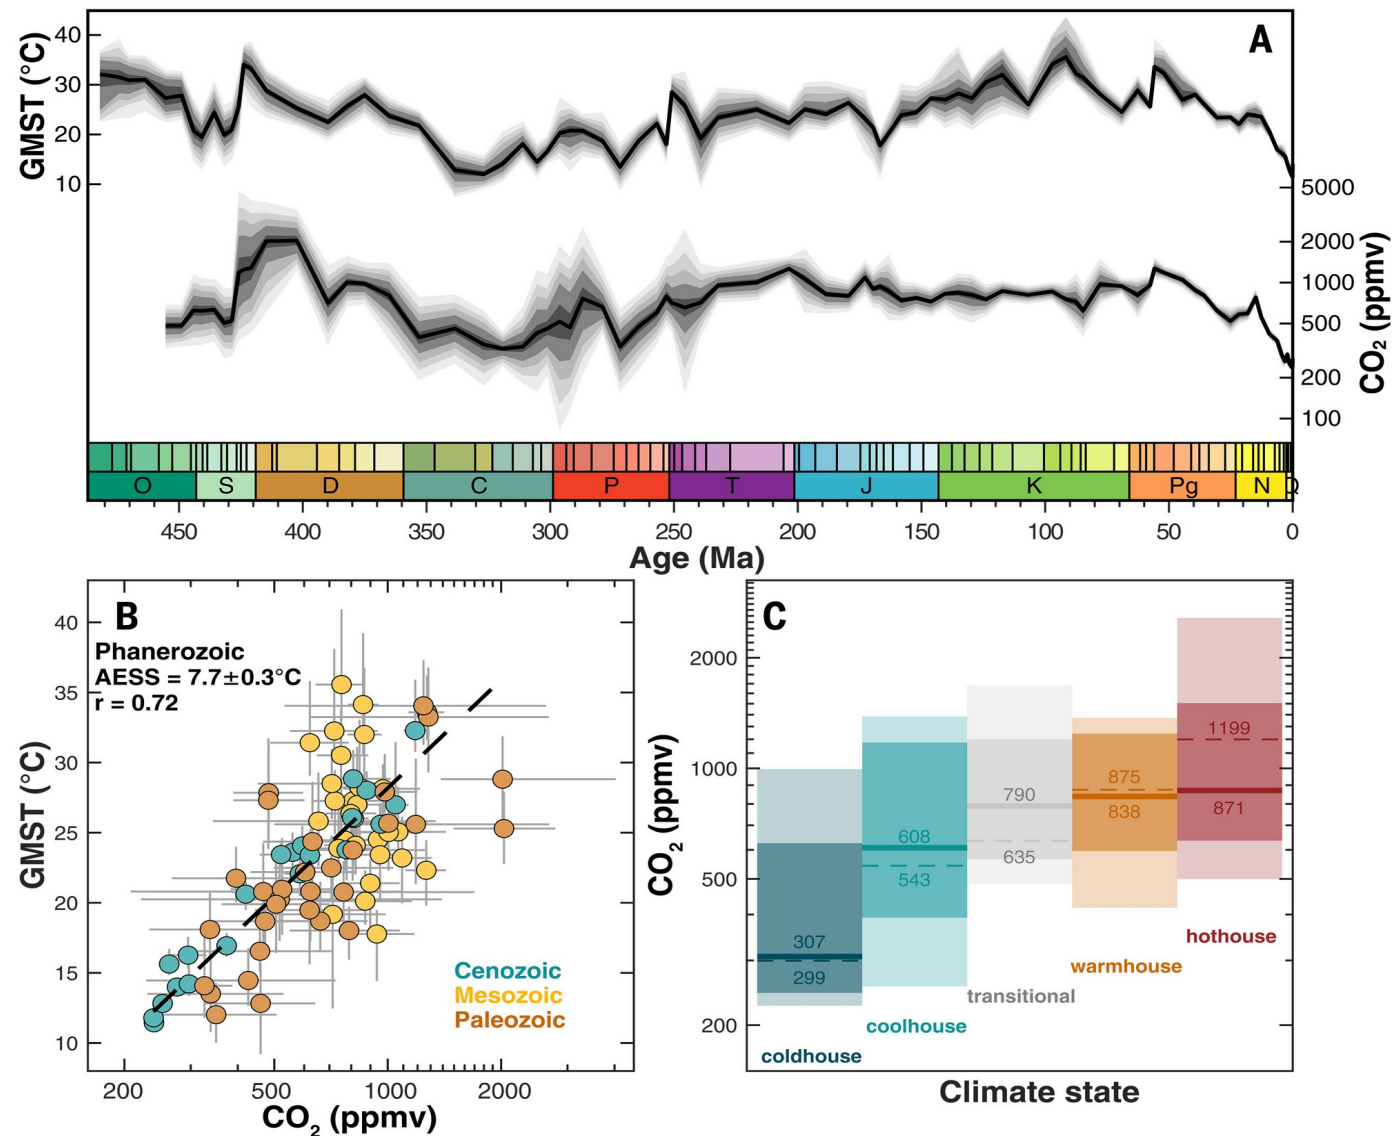 A
GMST (°C)
40
30
20
10
5000
2000
1000
500
200
100
CO2 (ppmv)
O S D C P T J K Pg N Q
450 400 350 300 250 200 150 100 50 0
Age (Ma)
B
Phanerozoic
AESS = 7.7±0.3°C
r = 0.72
GMST (°C)
40
35
30
25
20
15
10
Cenozoic
Mesozoic
Paleozoic
200 500 1000 2000
CO2 (ppmv)
C
CO2 (ppmv)
2000
1000
500
200
307
299
608
543
790
635
875
838
1199
871
hothouse
warmhouse
transitional
coolhouse
coldhouse
Climate state